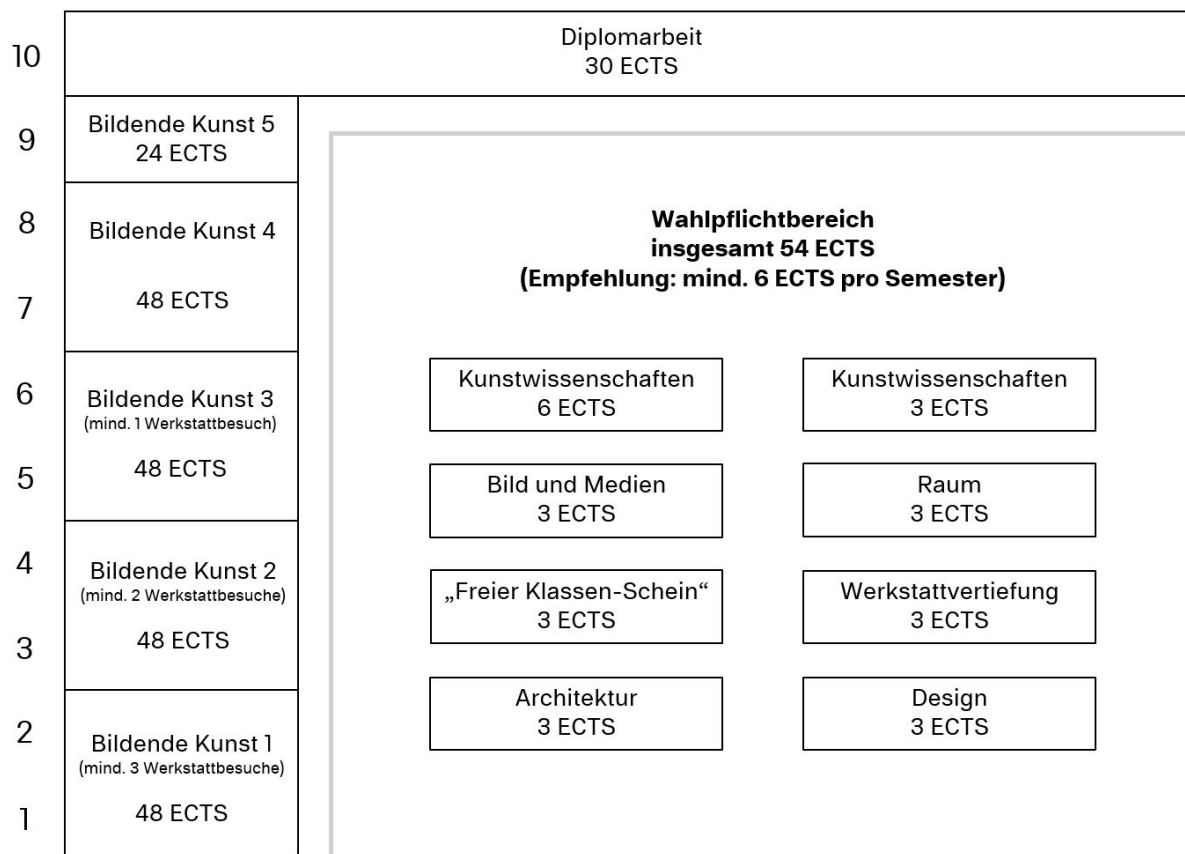 10
Diplomarbeit
30 ECTS
9
Bildende Kunst 5
24 ECTS
8
Bildende Kunst 4
7
48 ECTS
Wahlpflichtbereich
insgesamt 54 ECTS
(Empfehlung: mind. 6 ECTS pro Semester)
6
Bildende Kunst 3
(mind. 1 Werkstattbesuch)
5
48 ECTS
Kunstwissenschaften
6 ECTS
Kunstwissenschaften
3 ECTS
Bild und Medien
3 ECTS
Raum
3 ECTS
4
Bildende Kunst 2
(mind. 2 Werkstattbesuche)
3
48 ECTS
„Freier Klassen-Schein“
3 ECTS
Werkstattvertiefung
3 ECTS
Architektur
3 ECTS
Design
3 ECTS
2
Bildende Kunst 1
(mind. 3 Werkstattbesuche)
1
48 ECTS